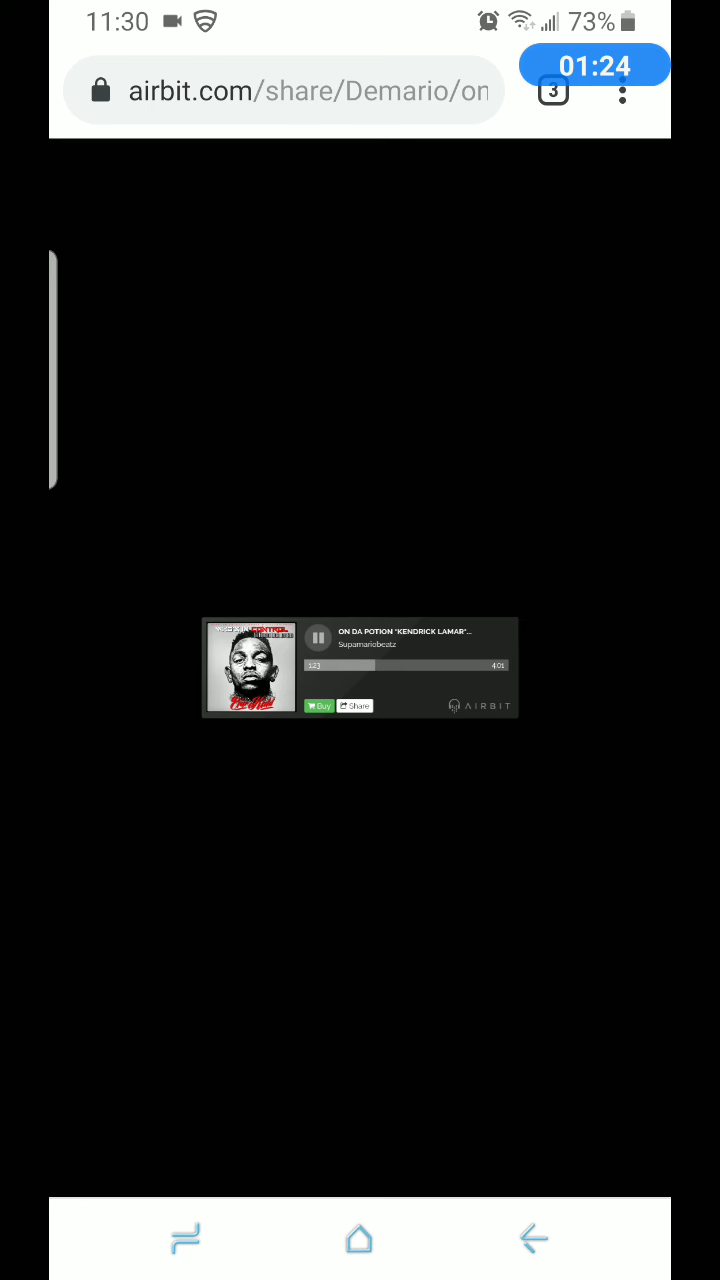 11:30
73%
01:24
airbit.com/share/Demario/on
3
CONTROL
ON DA POTION "KENDRICK LAMAR"...
Supamariobeatz
1:23
4:01
Buy
Share
AIRBIT